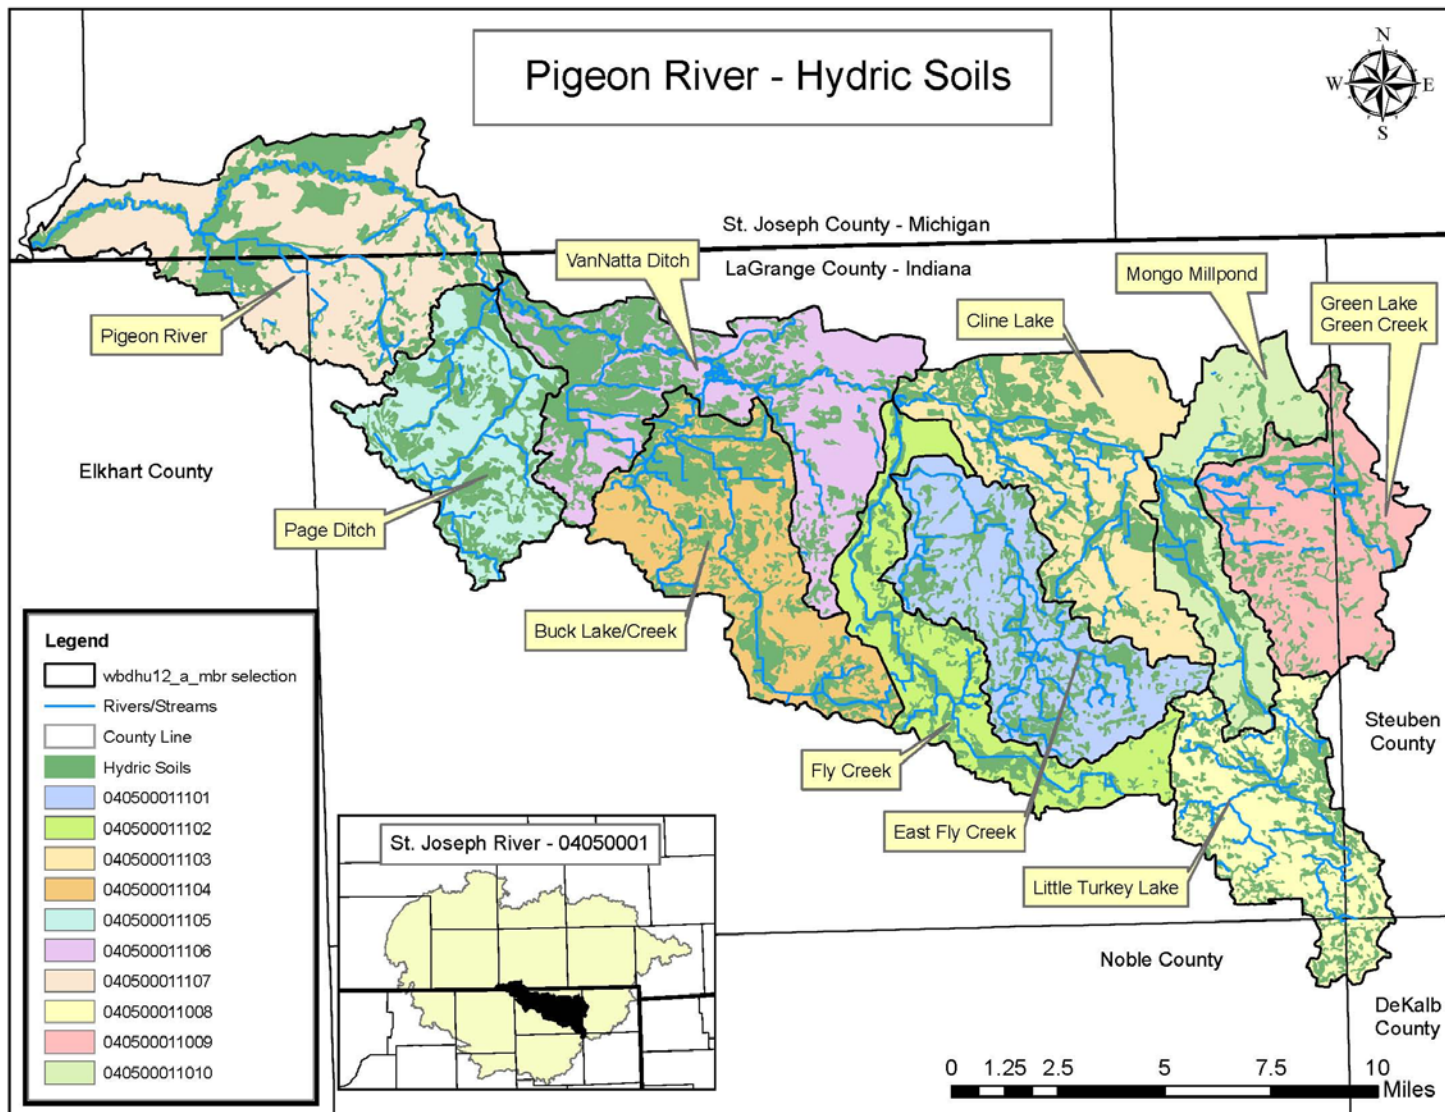 Pigeon River - Hydric Soils
N
W
E
S
St. Joseph County - Michigan
LaGrange County - Indiana
VanNatta Ditch
Mongo Millpond
Green Lake
Green Creek
Cline Lake
Pigeon River
Elkhart County
Page Ditch
Buck Lake/Creek
Fly Creek
East Fly Creek
Little Turkey Lake
Steuben
County
Noble County
DeKalb
County
Legend
wbdhu12_a_mbr selection
Rivers/Streams
County Line
Hydric Soils
040500011101
040500011102
040500011103
040500011104
040500011105
040500011106
040500011107
040500011008
040500011009
040500011010
St. Joseph River - 04050001
0 1.25 2.5 5 7.5 10
Miles